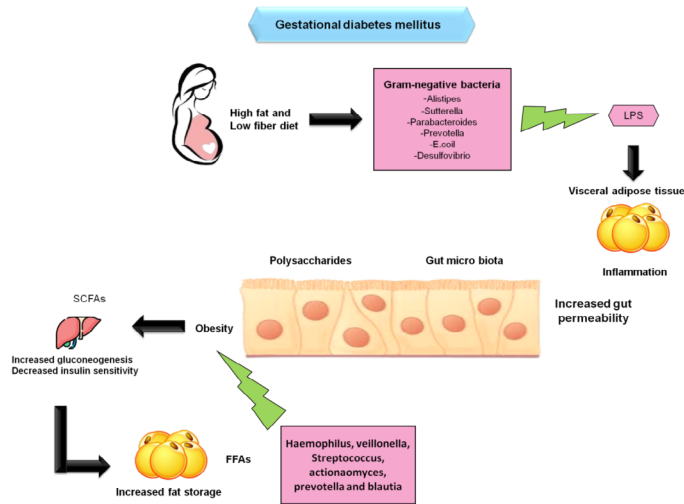 Gestational diabetes mellitus
High fat and
Low fiber diet
Gram-negative bacteria
-Alistipes
-Sutterella
-Parabacteroides
-Prevotella
-E.coil
-Desulfovibrio
LPS
Visceral adipose tissue
Inflammation
Polysaccharides
Gut micro biota
Increased gut
permeability
SCFAs
Obesity
Increased gluconeogenesis
Decreased insulin sensitivity
FFAs
Increased fat storage
Haemophilus, veillonella,
Streptococcus,
actionaomyces,
prevotella and blautia